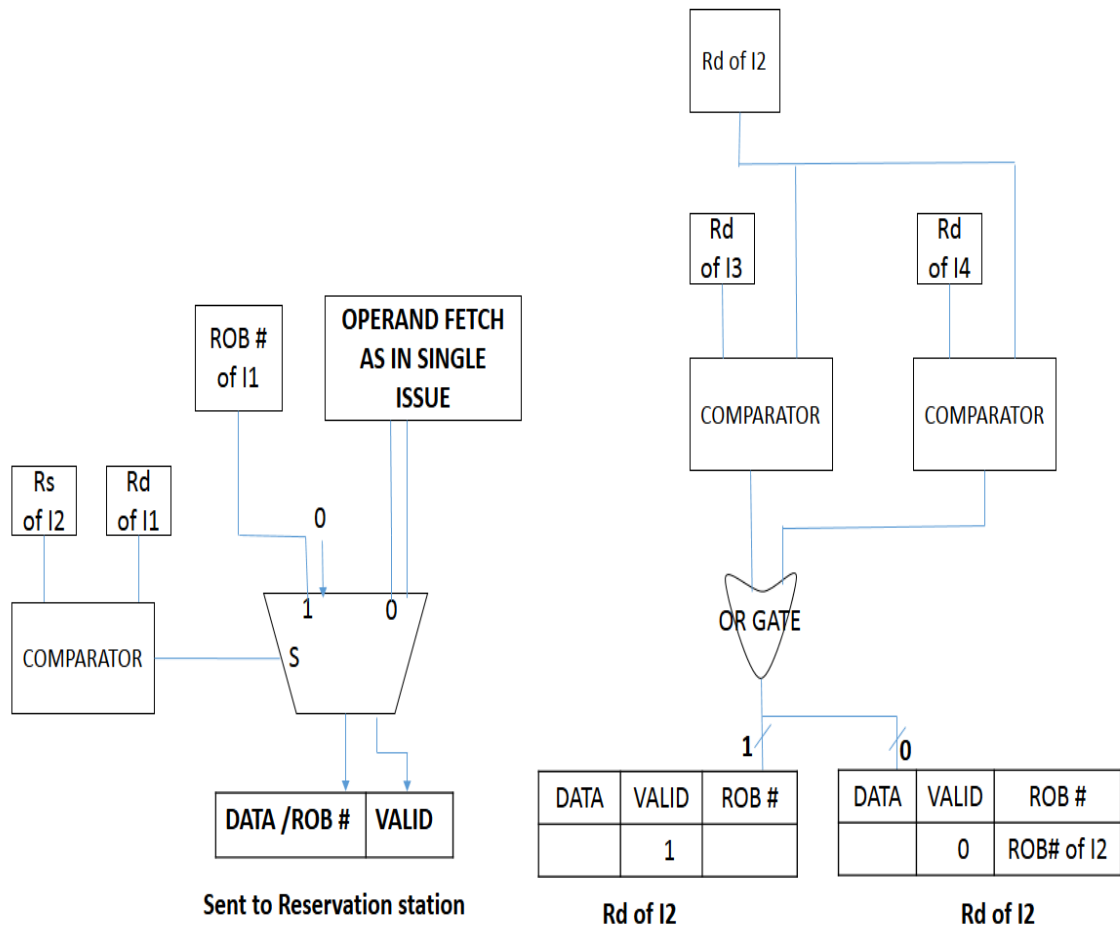 Rd of I2
Rd
of I3
Rd
of I4
ROB #
of I1
OPERAND FETCH
AS IN SINGLE
ISSUE
COMPARATOR
COMPARATOR
Rs
of I2
Rd
of I1
0
1
0
S
COMPARATOR
OR GATE
1
0
DATA /ROB # VALID
DATA VALID ROB #
1
DATA VALID ROB #
0 ROB# of I2
Sent to Reservation station
Rd of I2
Rd of I2